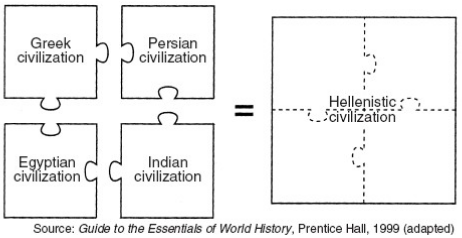 Greek
civilization
Persian
civilization
Egyptian
civilization
Indian
civilization
=
Hellenistic
civilization
Source: Guide to the Essentials of World History, Prentice Hall, 1999 (adapted)